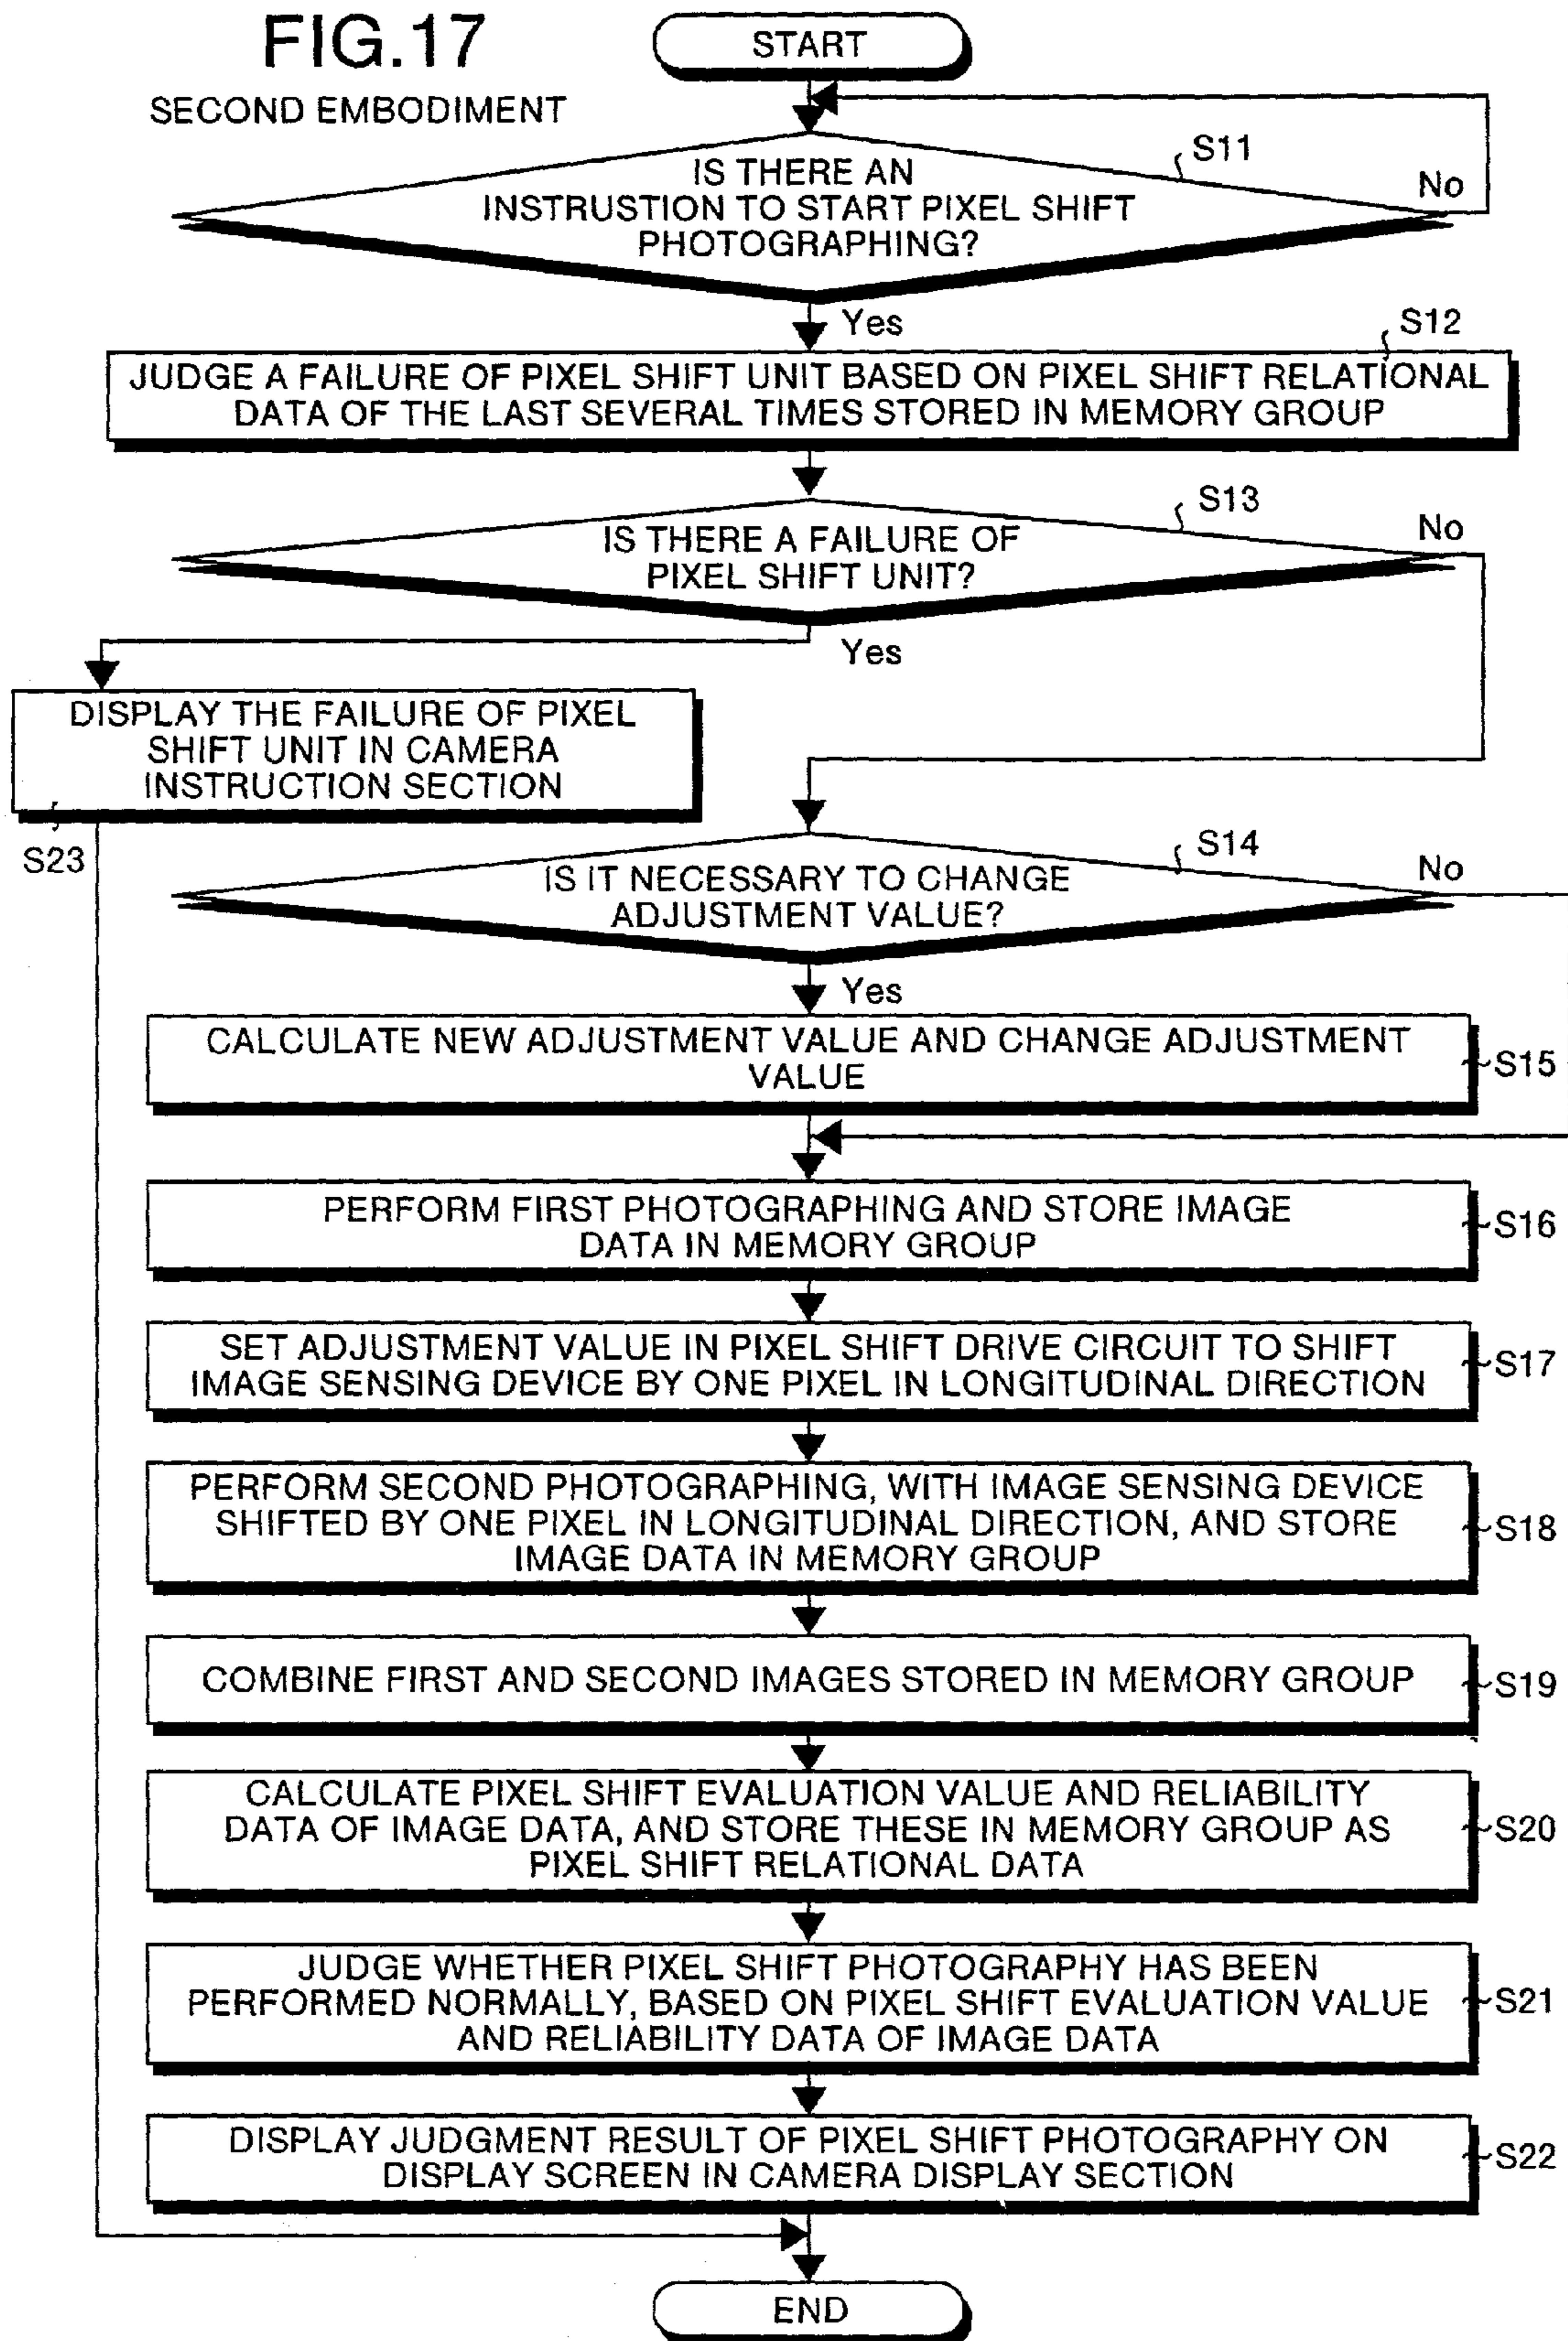 FIG.17
SECOND EMBODIMENT
START
IS THERE AN
INSTRUSTION TO START PIXEL SHIFT
PHOTOGRAPHING?
S11
No
Yes
S12
JUDGE A FAILURE OF PIXEL SHIFT UNIT BASED ON PIXEL SHIFT RELATIONAL
DATA OF THE LAST SEVERAL TIMES STORED IN MEMORY GROUP
S13
IS THERE A FAILURE OF
PIXEL SHIFT UNIT?
No
Yes
DISPLAY THE FAILURE OF PIXEL
SHIFT UNIT IN CAMERA
INSTRUCTION SECTION
S23
S14
IS IT NECESSARY TO CHANGE
ADJUSTMENT VALUE?
No
Yes
CALCULATE NEW ADJUSTMENT VALUE AND CHANGE ADJUSTMENT
VALUE
S15
PERFORM FIRST PHOTOGRAPHING AND STORE IMAGE
DATA IN MEMORY GROUP
S16
SET ADJUSTMENT VALUE IN PIXEL SHIFT DRIVE CIRCUIT TO SHIFT
IMAGE SENSING DEVICE BY ONE PIXEL IN LONGITUDINAL DIRECTION
S17
PERFORM SECOND PHOTOGRAPHING, WITH IMAGE SENSING DEVICE
SHIFTED BY ONE PIXEL IN LONGITUDINAL DIRECTION, AND STORE
IMAGE DATA IN MEMORY GROUP
S18
COMBINE FIRST AND SECOND IMAGES STORED IN MEMORY GROUP
S19
CALCULATE PIXEL SHIFT EVALUATION VALUE AND RELIABILITY
DATA OF IMAGE DATA, AND STORE THESE IN MEMORY GROUP AS
PIXEL SHIFT RELATIONAL DATA
S20
JUDGE WHETHER PIXEL SHIFT PHOTOGRAPHY HAS BEEN
PERFORMED NORMALLY, BASED ON PIXEL SHIFT EVALUATION VALUE
AND RELIABILITY DATA OF IMAGE DATA
S21
DISPLAY JUDGMENT RESULT OF PIXEL SHIFT PHOTOGRAPHY ON
DISPLAY SCREEN IN CAMERA DISPLAY SECTION
S22
END